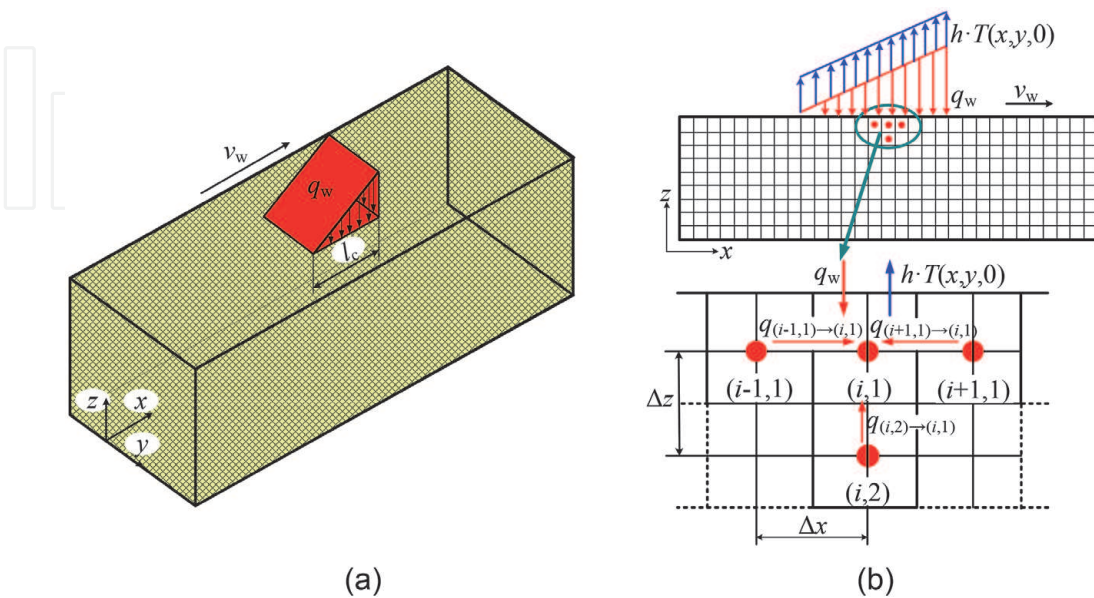 v_w
q_w
l_c
z
x
y
(a)
h·T(x,y,0)
q_w
v_w
z
x
q_w
h·T(x,y,0)
q_(i-1,1)→(i,1)
q_(i+1,1)→(i,1)
(i-1,1)
(i,1)
(i+1,1)
Δz
q_(i,2)→(i,1)
(i,2)
Δx
(b)